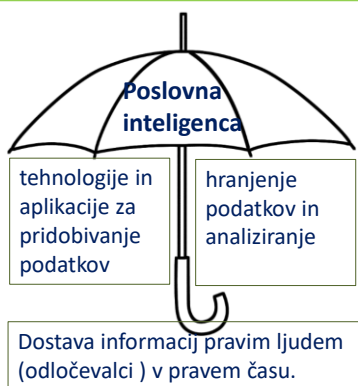 Poslovna
inteligenca
tehnologije in
aplikacije za
pridobivanje
podatkov
hranjenje
podatkov in
analiziranje
Dostava informacij pravim ljudem
(odločevalci ) v pravem času.